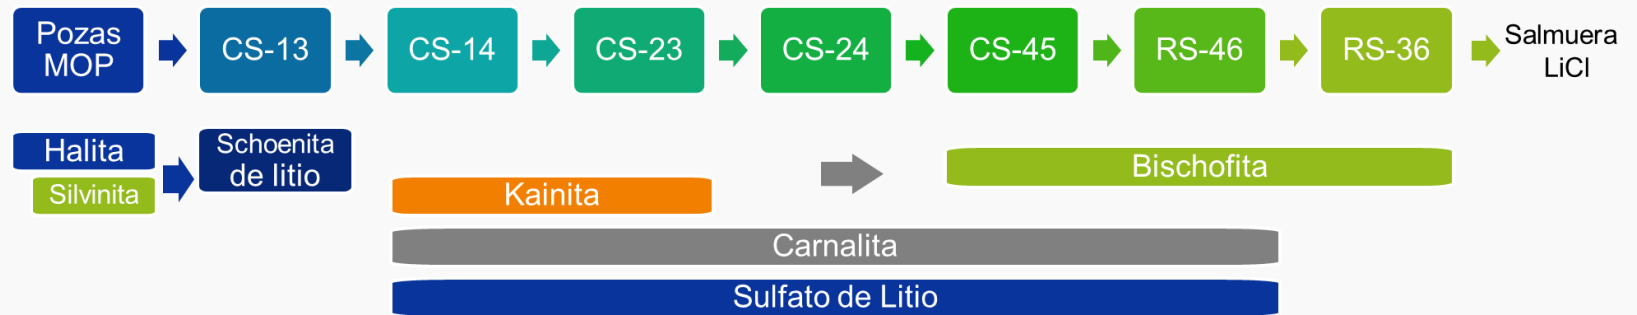 Pozas
MOP
CS-13
CS-14
CS-23
CS-24
CS-45
RS-46
RS-36
Salmuera
LiCl
Halita
Silvinita
Schoenita
de litio
Bischofita
Kainita
Carnalita
Sulfato de Litio